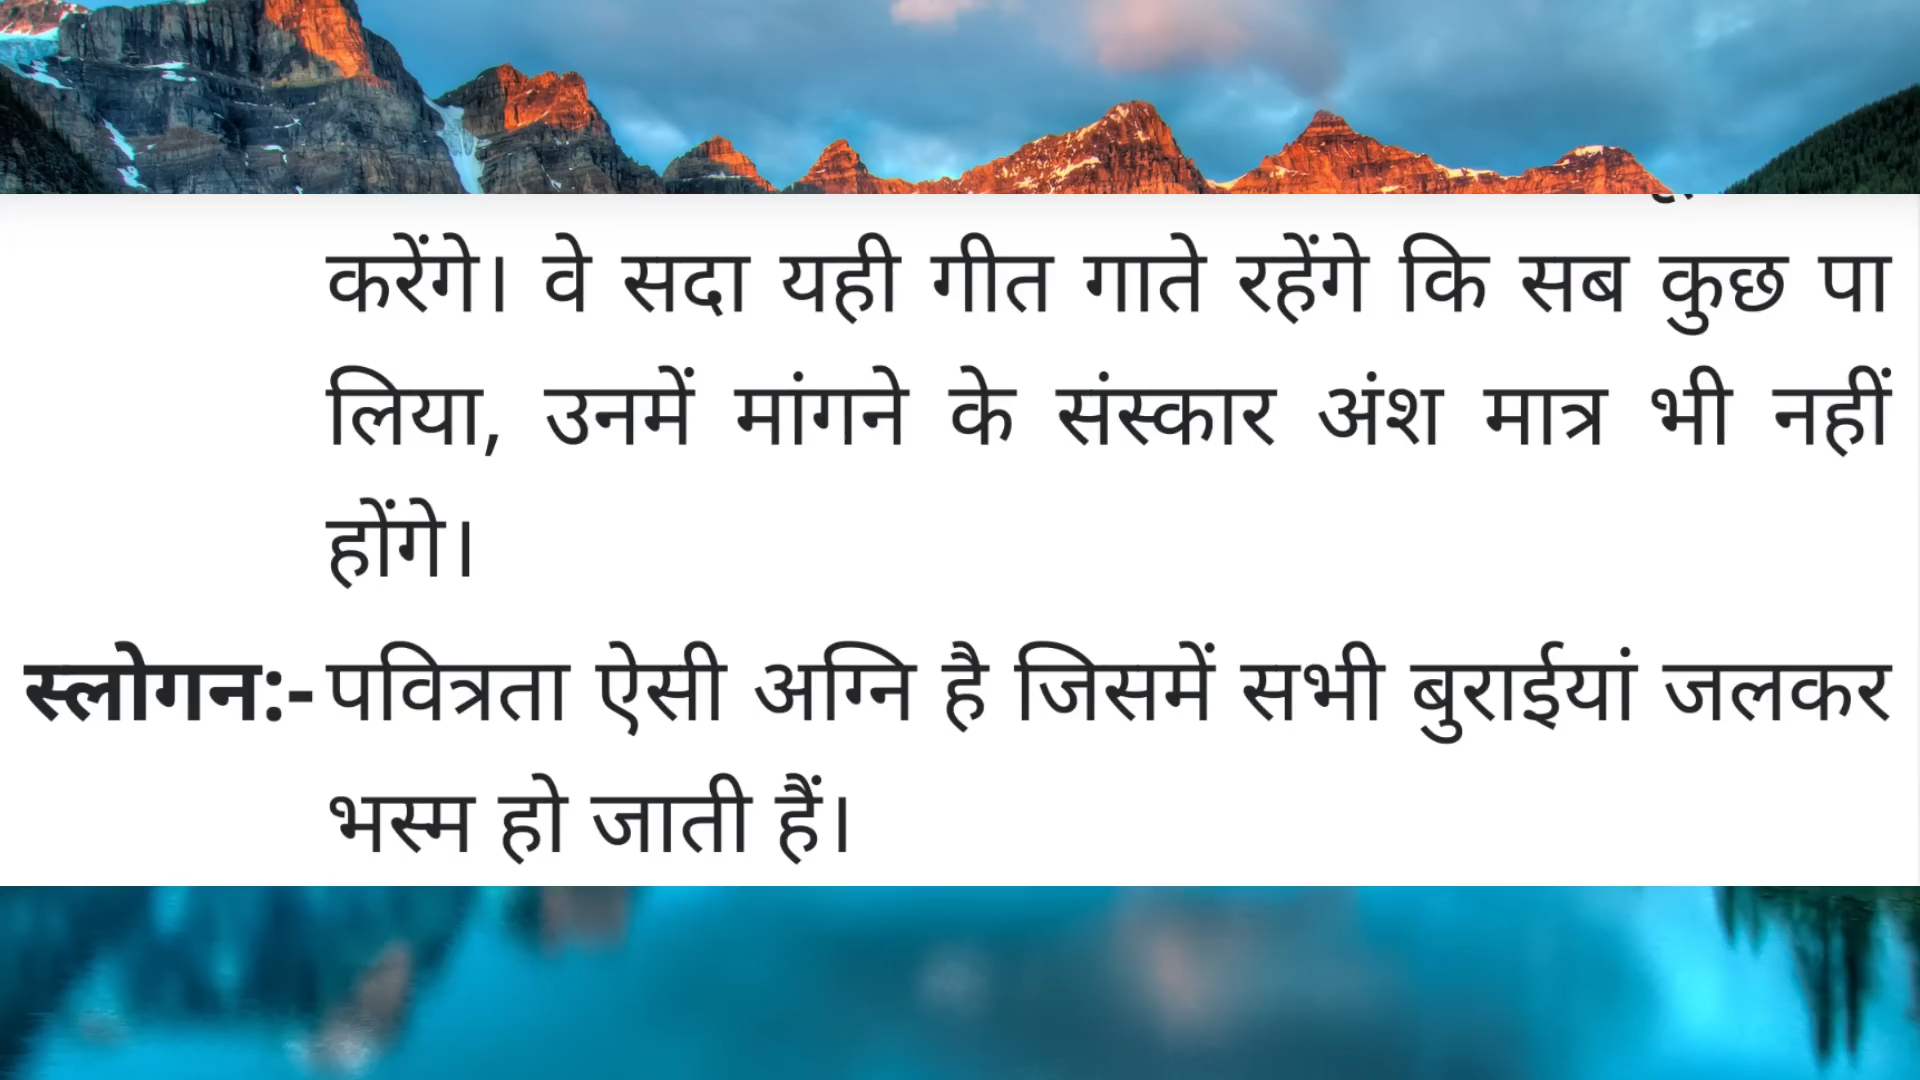 करेंगे। वे सदा यही गीत गाते रहेंगे कि सब कुछ पा
लिया, उनमें मांगने के संस्कार अंश मात्र भी नहीं
होंगे।
स्लोगन:- पवित्रता ऐसी अग्नि है जिसमें सभी बुराईयां जलकर
भस्म हो जाती हैं।